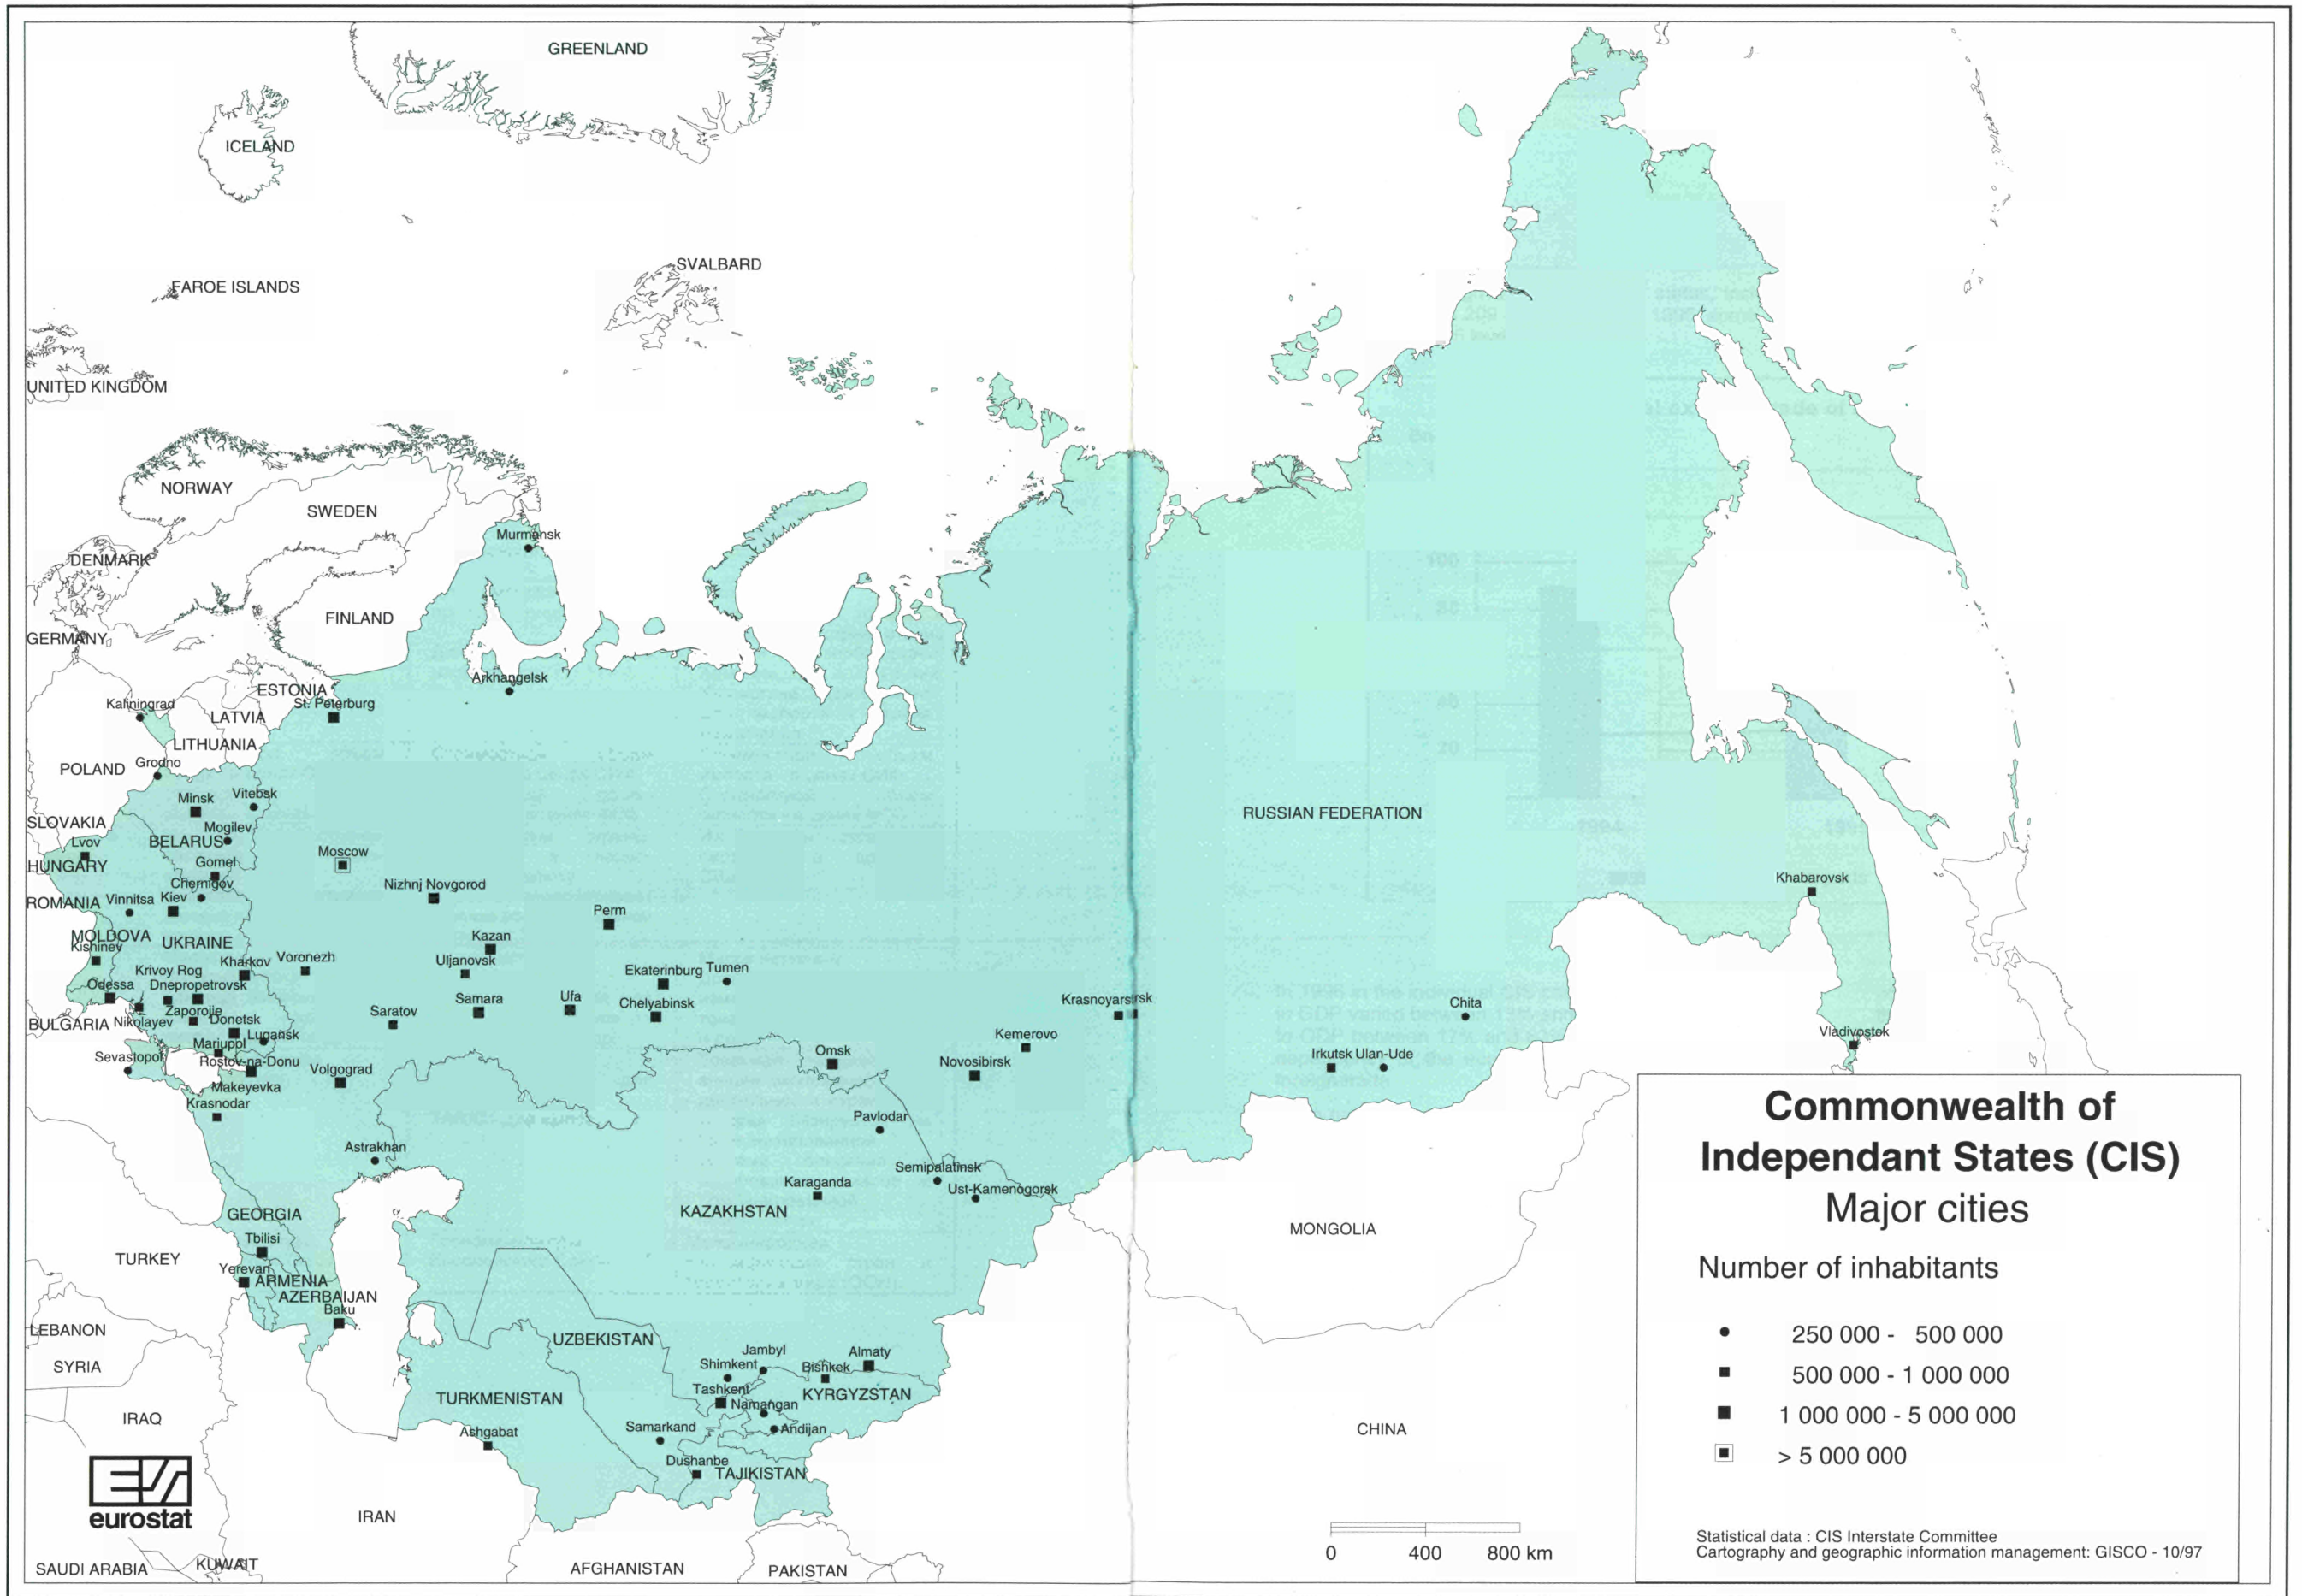 GREENLAND
ICELAND
SVALBARD
FAROE ISLANDS
UNITED KINGDOM
NORWAY
SWEDEN
Murmansk
DENMARK
FINLAND
GERMANY
Arkhangelsk
ESTONIA
Kaliningrad
St. Peterburg
LATVIA
LITHUANIA
POLAND
Grodno
Minsk
Vitebsk
SLOVAKIA
Mogilev
BELARUS
Lvov
Moscow
HUNGARY
Gomel
Chernigov
Nizhnj Novgorod
RUSSIAN FEDERATION
Khabarovsk
ROMANIA
Vinnitsa
Kiev
Perm
MOLDOVA
Kishinev
UKRAINE
Kazan
Voronezh
Uljanovsk
Kharkov
Krivoy Rog
Ekaterinburg
Tumen
Odessa
Dnepropetrovsk
Samara
Ufa
Chelyabinsk
Saratov
Zaporojie
BULGARIA
Nikolayev
Donetsk
Lugansk
Krasnoyarsk
Chita
Vladivostok
Mariupol
Sevastopol
Rostov-na-Donu
Volgograd
Makeyevka
Omsk
Kemerovo
Novosibirsk
Irkutsk
Ulan-Ude
Krasnodar
Pavlodar
Astrakhan
Semipalatinsk
Karaganda
Ust-Kamenogorsk
KAZAKHSTAN
GEORGIA
MONGOLIA
Tbilisi
TURKEY
Yerevan
ARMENIA
AZERBAIJAN
Baku
LEBANON
UZBEKISTAN
SYRIA
Jambyl
Almaty
Shimkent
Bishkek
TURKMENISTAN
Tashkent
KYRGYZSTAN
Namangan
IRAQ
Samarkand
Andijan
CHINA
Ashgabat
Dushanbe
TAJIKISTAN
IRAN
eurostat
SAUDI ARABIA
KUWAIT
AFGHANISTAN
PAKISTAN
0 400 800 km
Commonwealth of
Independant States (CIS)
Major cities
Number of inhabitants
250 000 - 500 000
500 000 - 1 000 000
1 000 000 - 5 000 000
> 5 000 000
Statistical data : CIS Interstate Committee
Cartography and geographic information management: GISCO - 10/97